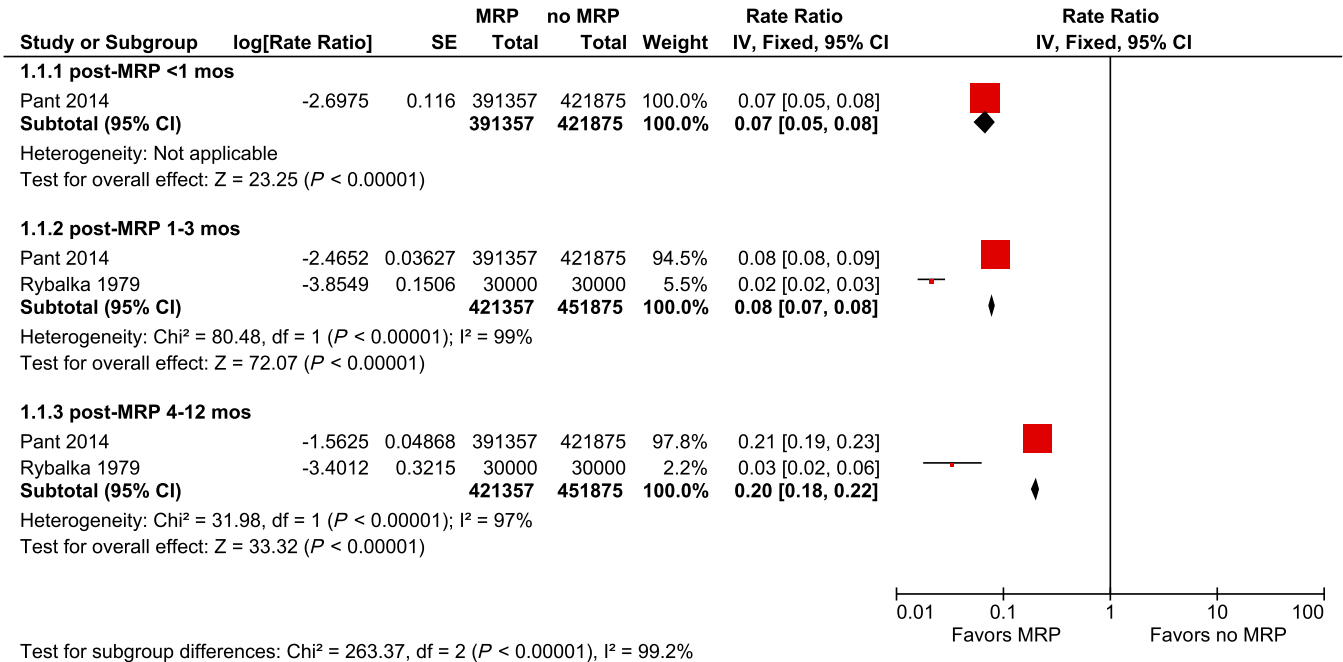 MRP no MRP Rate Ratio Rate Ratio
Study or Subgroup log[Rate Ratio] SE Total Total Weight IV, Fixed, 95% CI IV, Fixed, 95% CI
1.1.1 post-MRP <1 mos
Pant 2014 -2.6975 0.116 391357 421875 100.0% 0.07 [0.05, 0.08]
Subtotal (95% CI) 391357 421875 100.0% 0.07 [0.05, 0.08]
Heterogeneity: Not applicable
Test for overall effect: Z = 23.25 (P < 0.00001)
1.1.2 post-MRP 1-3 mos
Pant 2014 -2.4652 0.03627 391357 421875 94.5% 0.08 [0.08, 0.09]
Rybalka 1979 -3.8549 0.1506 30000 30000 5.5% 0.02 [0.02, 0.03]
Subtotal (95% CI) 421357 451875 100.0% 0.08 [0.07, 0.08]
Heterogeneity: Chi² = 80.48, df = 1 (P < 0.00001); I² = 99%
Test for overall effect: Z = 72.07 (P < 0.00001)
1.1.3 post-MRP 4-12 mos
Pant 2014 -1.5625 0.04868 391357 421875 97.8% 0.21 [0.19, 0.23]
Rybalka 1979 -3.4012 0.3215 30000 30000 2.2% 0.03 [0.02, 0.06]
Subtotal (95% CI) 421357 451875 100.0% 0.20 [0.18, 0.22]
Heterogeneity: Chi² = 31.98, df = 1 (P < 0.00001); I² = 97%
Test for overall effect: Z = 33.32 (P < 0.00001)
0.01 0.1 1 10 100
Favors MRP Favors no MRP
Test for subgroup differences: Chi² = 263.37, df = 2 (P < 0.00001), I² = 99.2%